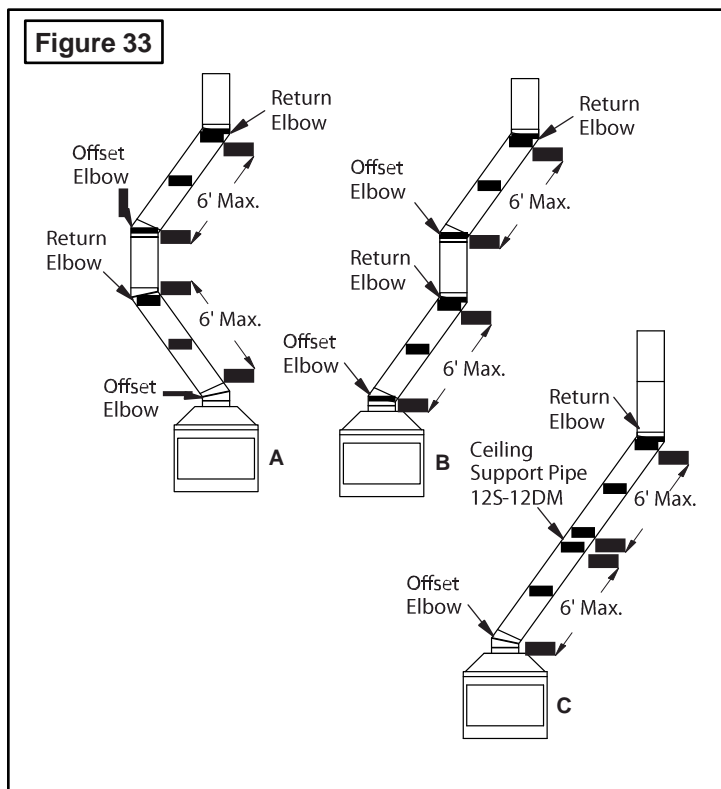 Figure 33
Return
Elbow
Offset
Elbow
6' Max.
Return
Elbow
6' Max.
Offset
Elbow
A
Return
Elbow
Offset
Elbow
6' Max.
Return
Elbow
6' Max.
Offset
Elbow
B
Return
Elbow
Ceiling
Support Pipe
12S-12DM
6' Max.
Offset
Elbow
6' Max.
C